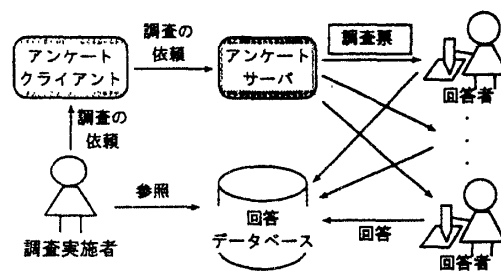 調査の
依頼
アンケート
クライアント
アンケート
サーバ
調査票
回答者
調査の
依頼
参照
回答
データベース
回答
調査実施者
回答者